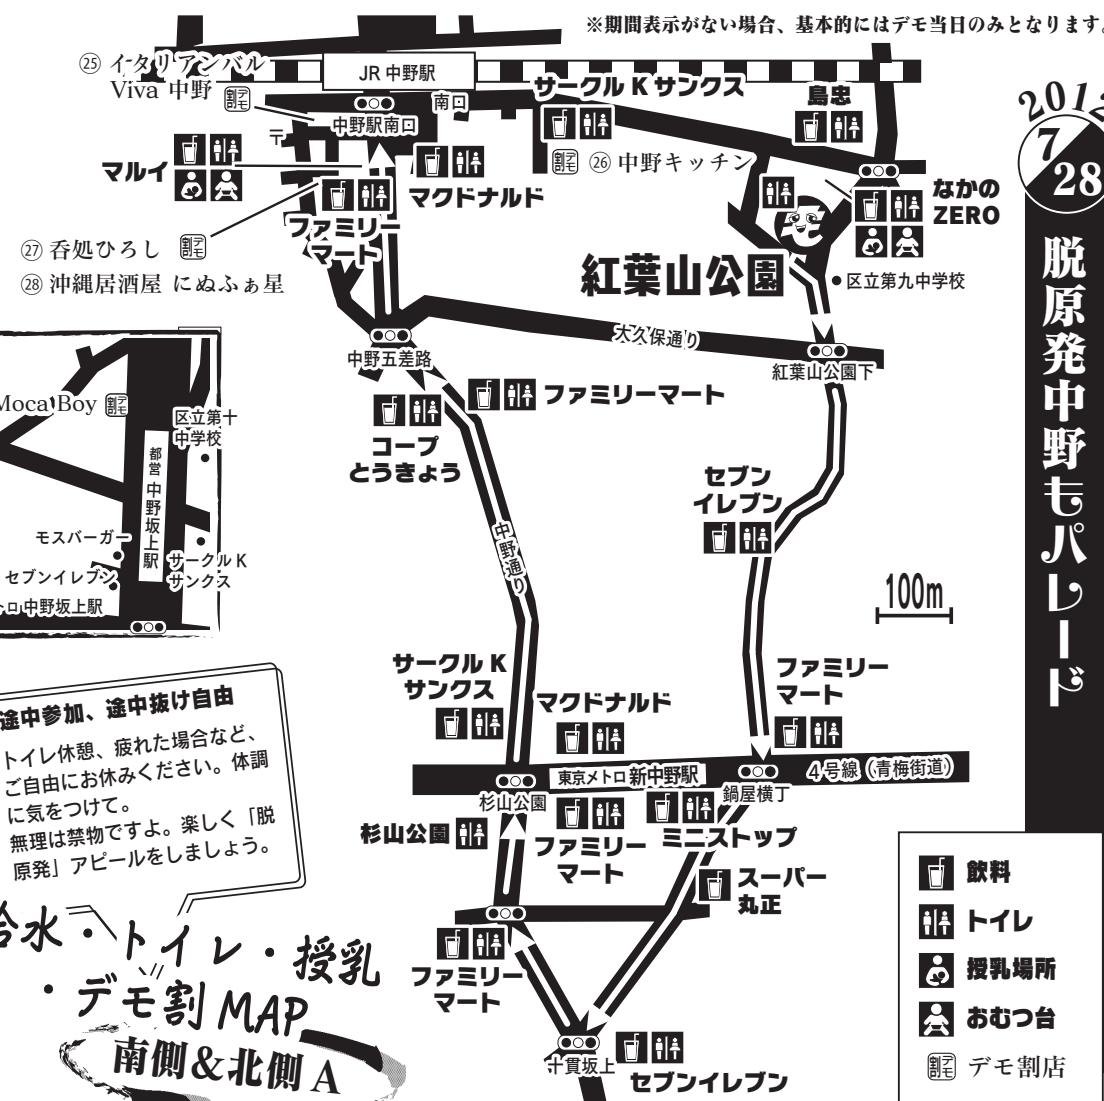 ※期間表示がない場合、基本的にはデモ当日のみとなります。
㉕ イタリアンバル
Viva 中野
デモ割
JR 中野駅
南口
中野駅南口
〒
サークル K サンクス
島忠
デモ割
㉖ 中野キッチン
マルイ
マクドナルド
ファミリー
マート
なかの
ZERO
㉗ 呑処ひろし
デモ割
㉘ 沖縄居酒屋 にぬふぁ星
紅葉山公園
区立第九中学校
大久保通り
中野五差路
紅葉山公園下
ファミリーマート
コープ
とうきょう
セブン
イレブン
中野通り
100m
Moca Boy
デモ割
区立第十
中学校
都営 中野坂上駅
モスバーガー
セブンイレブン
サークル K
サンクス
トロ中野坂上駅
サークル K
サンクス
マクドナルド
ファミリー
マート
東京メトロ 新中野駅
4号線（青梅街道）
杉山公園
鍋屋横丁
杉山公園
ファミリー
マート
ミニストップ
スーパー
丸正
ファミリー
マート
十貫坂上
セブンイレブン
途中参加、途中抜け自由
トイレ休憩、疲れた場合など、
ご自由にお休みください。体調
に気をつけて。
無理は禁物ですよ。楽しく「脱
原発」アピールをしましょう。
給水・トイレ・授乳
・デモ割 MAP
南側＆北側 A
2012
7
28
脱原発中野もパレード
飲料
トイレ
授乳場所
おむつ台
デモ割
デモ割店